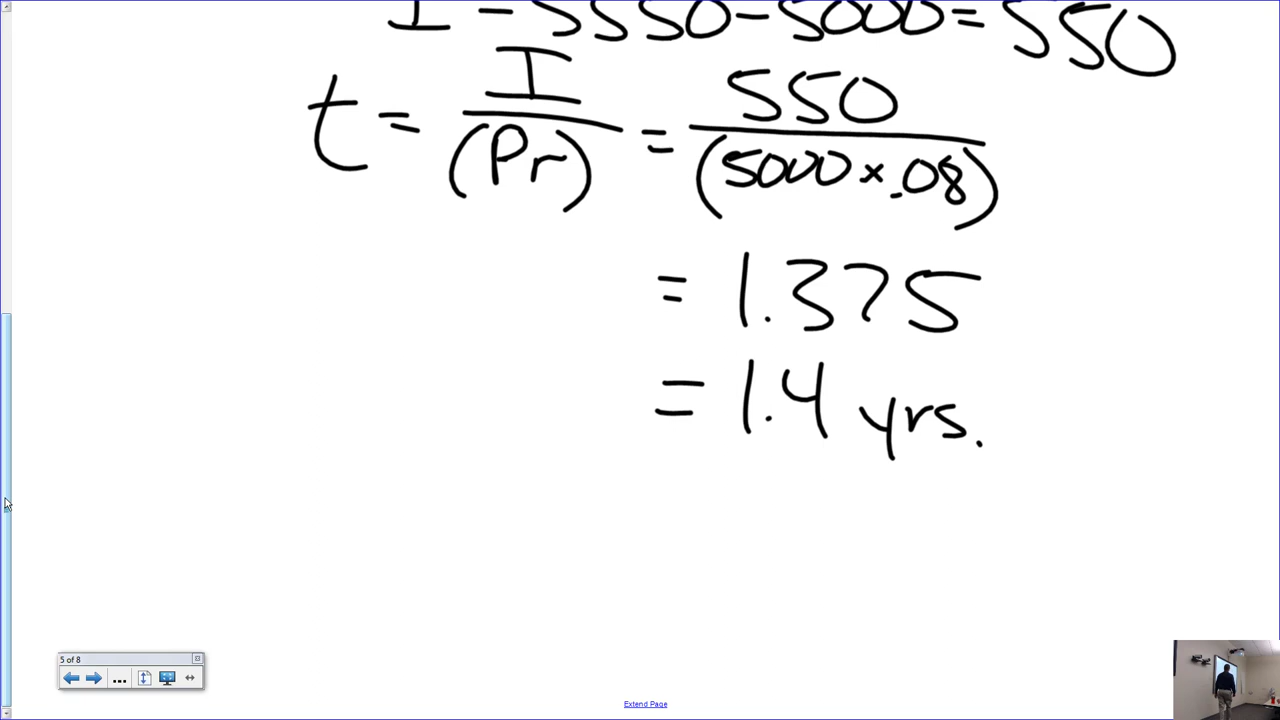 I = 5550 - 5000 = 550
t = I / (Pr) = 550 / (5000 × .08)
= 1.375
= 1.4 yrs.
5 of 8
...
Extend Page